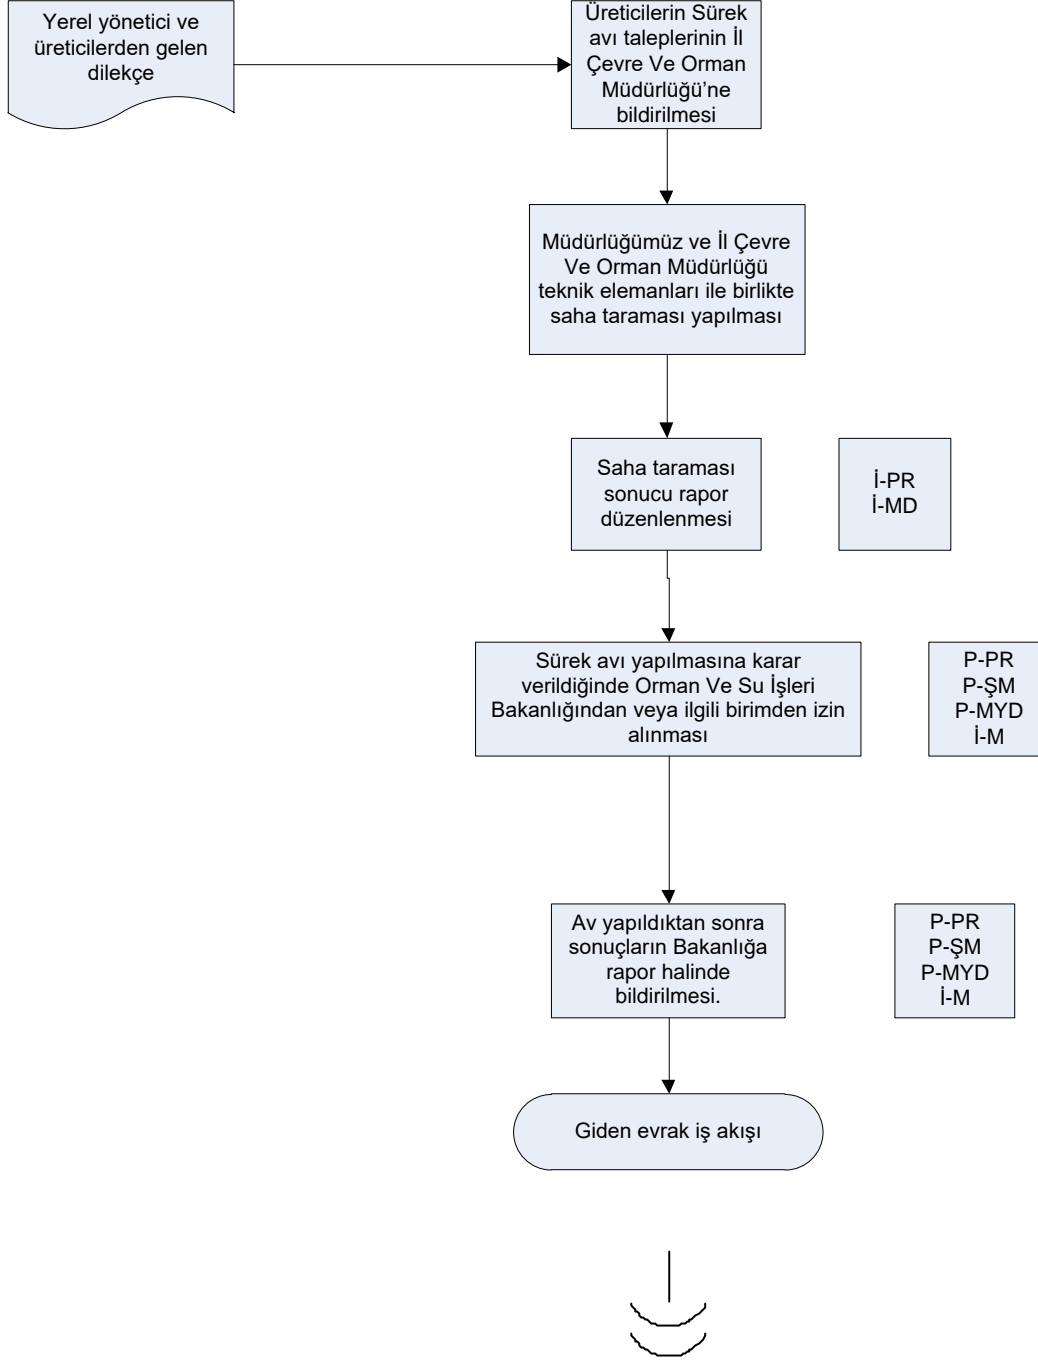 Yerel yönetici ve
üreticilerden gelen
dilekçe
Üreticilerin Sürek
avı taleplerinin İl
Çevre Ve Orman
Müdürlüğü’ne
bildirilmesi
Müdürlüğümüz ve İl Çevre
Ve Orman Müdürlüğü
teknik elemanları ile birlikte
saha taraması yapılması
Saha taraması
sonucu rapor
düzenlenmesi
İ-PR
İ-MD
Sürek avı yapılmasına karar
verildiğinde Orman Ve Su İşleri
Bakanlığından veya ilgili birimden izin
alınması
P-PR
P-ŞM
P-MYD
İ-M
Av yapıldıktan sonra
sonuçların Bakanlığa
rapor halinde
bildirilmesi.
P-PR
P-ŞM
P-MYD
İ-M
Giden evrak iş akışı